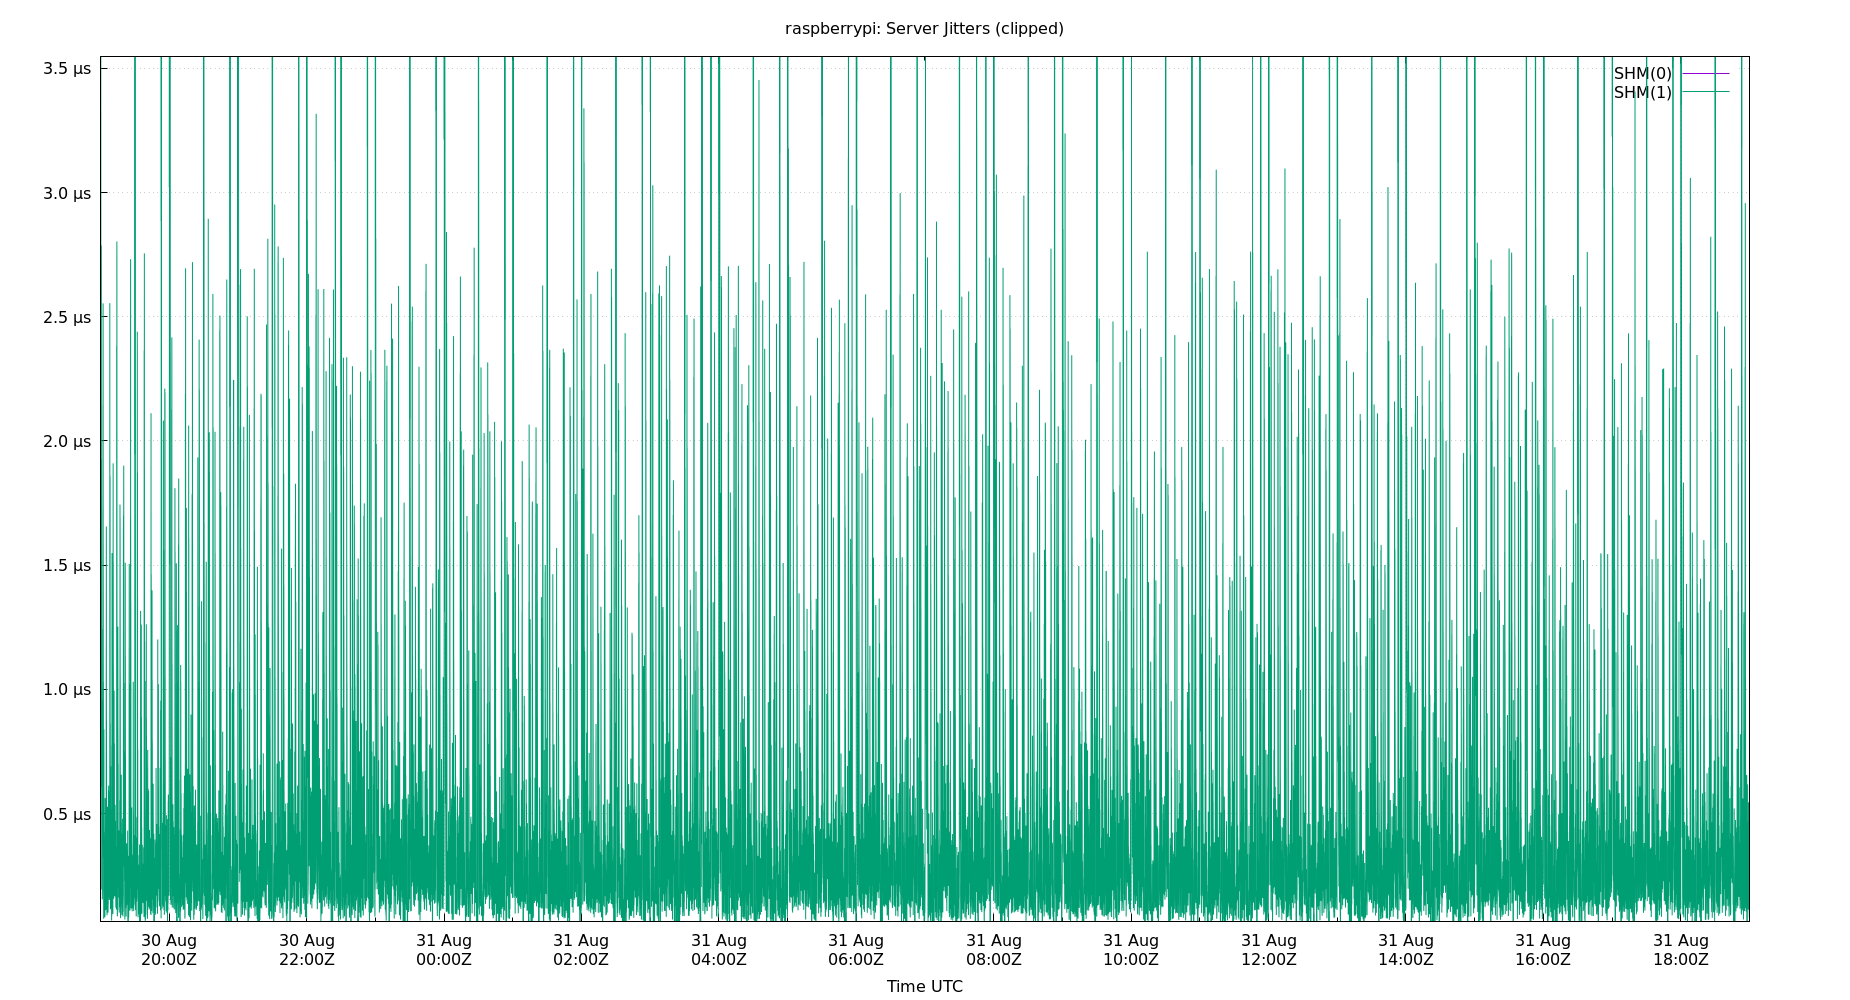 raspberrypi: Server Jitters (clipped)
3.5 µs
3.0 µs
2.5 µs
2.0 µs
1.5 µs
1.0 µs
0.5 µs
SHM(0)
SHM(1)
30 Aug 30 Aug 31 Aug 31 Aug 31 Aug 31 Aug 31 Aug 31 Aug 31 Aug 31 Aug 31 Aug 31 Aug
20:00Z 22:00Z 00:00Z 02:00Z 04:00Z 06:00Z 08:00Z 10:00Z 12:00Z 14:00Z 16:00Z 18:00Z
Time UTC